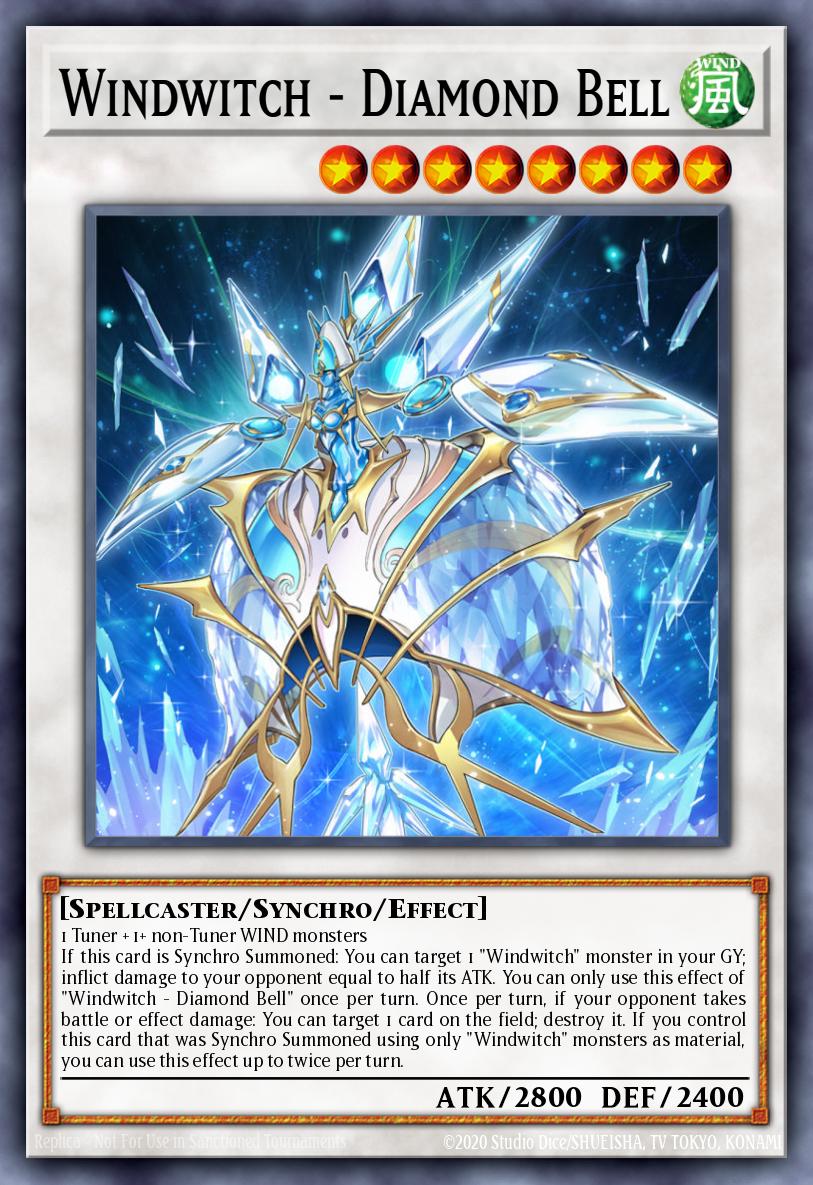 Windwitch - Diamond Bell
WIND
風
[Spellcaster/Synchro/Effect]
1 Tuner + 1+ non-Tuner WIND monsters
If this card is Synchro Summoned: You can target 1 "Windwitch" monster in your GY;
inflict damage to your opponent equal to half its ATK. You can only use this effect of
"Windwitch - Diamond Bell" once per turn. Once per turn, if your opponent takes
battle or effect damage: You can target 1 card on the field; destroy it. If you control
this card that was Synchro Summoned using only "Windwitch" monsters as material,
you can use this effect up to twice per turn.
ATK/2800 DEF/2400
Replica - Not For Use in Sanctioned Tournaments
©2020 Studio Dice/SHUEISHA, TV TOKYO, KONAMI